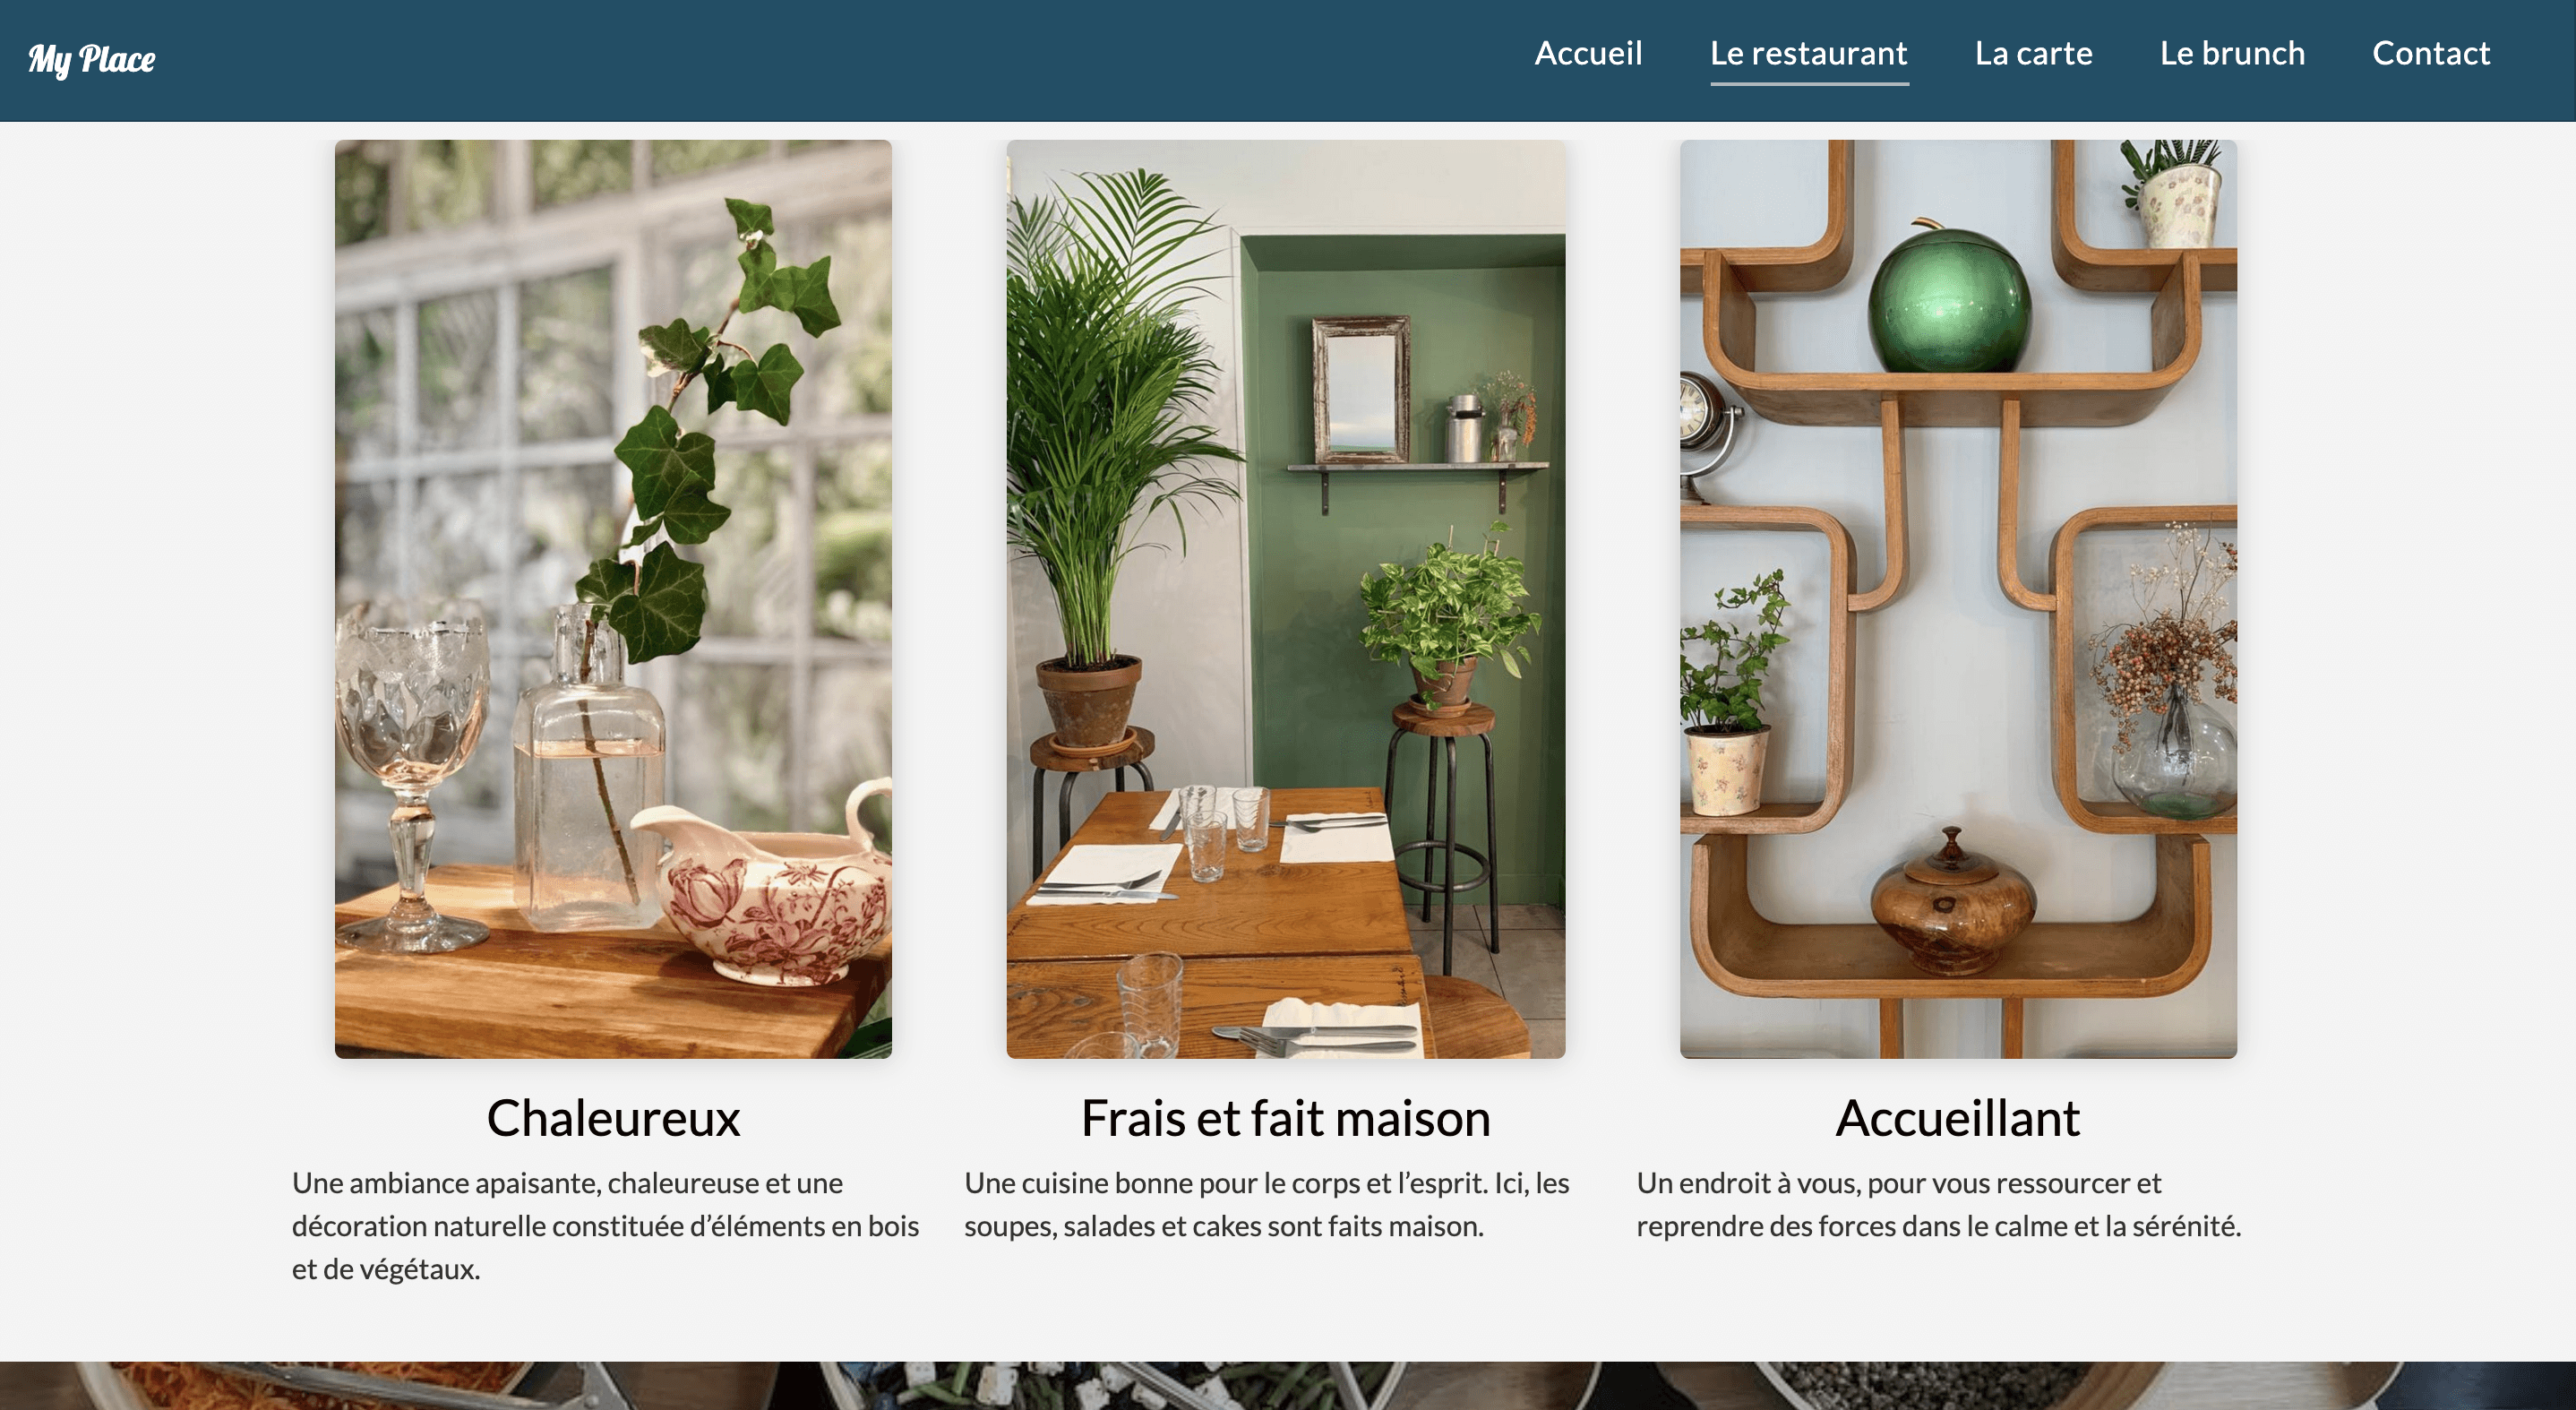 My Place
Accueil
Le restaurant
La carte
Le brunch
Contact
Chaleureux
Une ambiance apaisante, chaleureuse et une
décoration naturelle constituée d’éléments en bois
et de végétaux.
Frais et fait maison
Une cuisine bonne pour le corps et l’esprit. Ici, les
soupes, salades et cakes sont faits maison.
Accueillant
Un endroit à vous, pour vous ressourcer et
reprendre des forces dans le calme et la sérénité.